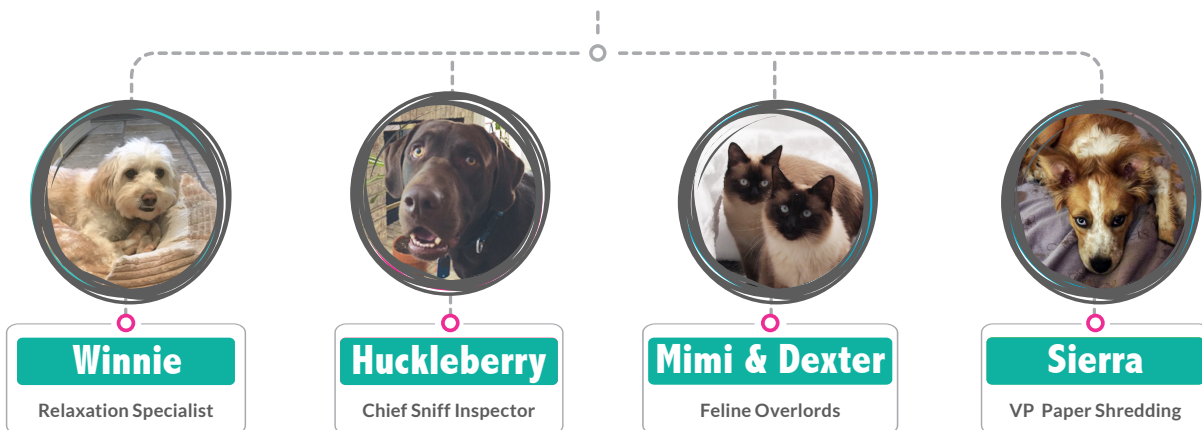 Winnie
Relaxation Specialist
Huckleberry
Chief Sniff Inspector
Mimi & Dexter
Feline Overlords
Sierra
VP Paper Shredding